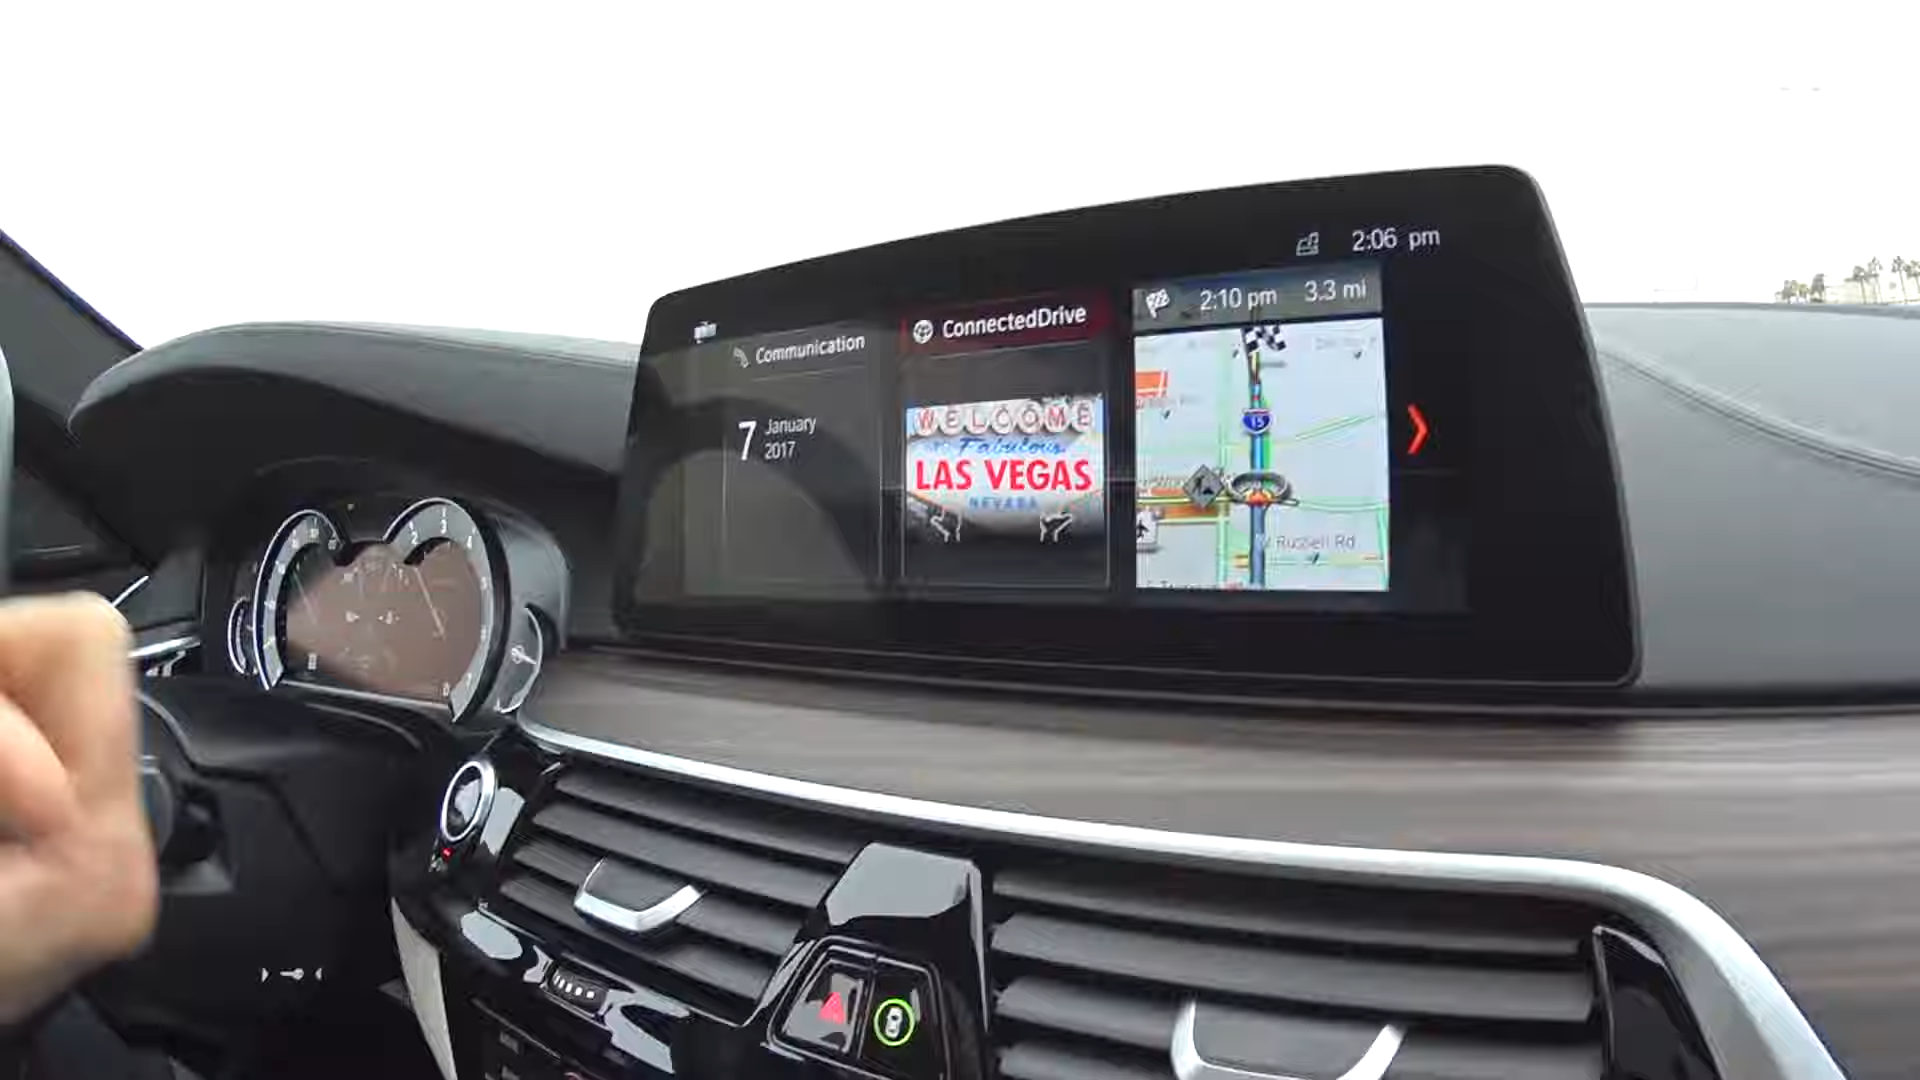 2:06 pm
Communication
7 January
2017
ConnectedDrive
WELCOME
Fabulous
LAS VEGAS
NEVADA
2:10 pm 3.3 mi
15
Russell Rd